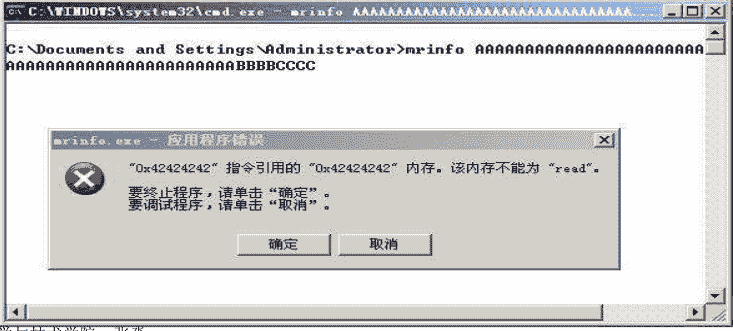 C:\WINDOWS\system32\cmd.exe - mrinfo AAAAAAAAAAAAAAAAAAAAAAAAAAAAAAAA
C:\Documents and Settings\Administrator>mrinfo AAAAAAAAAAAAAAAAAAAAAAA
AAAAAAAAAAAAAAAAAAAAAAABBBBCCCC
mrinfo.exe - 应用程序错误
"0x42424242" 指令引用的 "0x42424242" 内存。该内存不能为 "read"。
要终止程序，请单击“确定”。
要调试程序，请单击“取消”。
确定
取消